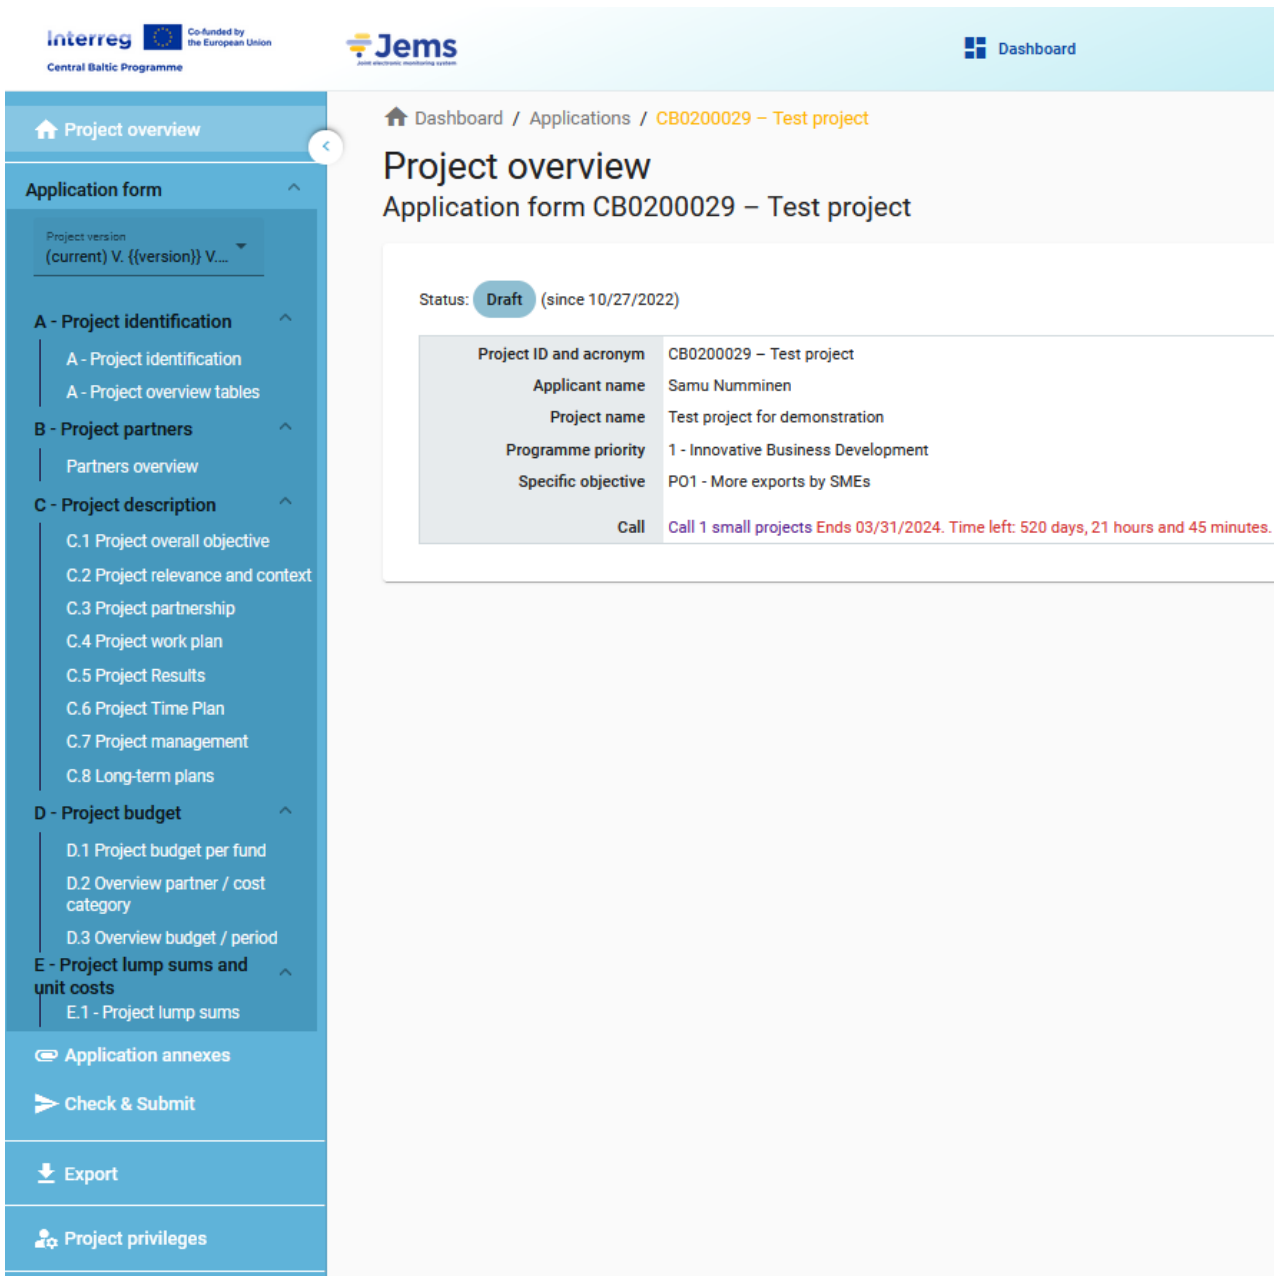 Interreg
Co-funded by
the European Union
Central Baltic Programme
Jems
Joint electronic monitoring system
Dashboard
Project overview
Application form
Project version
(current) V. {{version}} V....
A - Project identification
A - Project identification
A - Project overview tables
B - Project partners
Partners overview
C - Project description
C.1 Project overall objective
C.2 Project relevance and context
C.3 Project partnership
C.4 Project work plan
C.5 Project Results
C.6 Project Time Plan
C.7 Project management
C.8 Long-term plans
D - Project budget
D.1 Project budget per fund
D.2 Overview partner / cost
category
D.3 Overview budget / period
E - Project lump sums and
unit costs
E.1 - Project lump sums
Application annexes
Check & Submit
Export
Project privileges
Dashboard / Applications / CB0200029 – Test project
Project overview
Application form CB0200029 – Test project
Status: Draft (since 10/27/2022)
Project ID and acronym CB0200029 – Test project
Applicant name Samu Numminen
Project name Test project for demonstration
Programme priority 1 - Innovative Business Development
Specific objective PO1 - More exports by SMEs
Call Call 1 small projects Ends 03/31/2024. Time left: 520 days, 21 hours and 45 minutes.